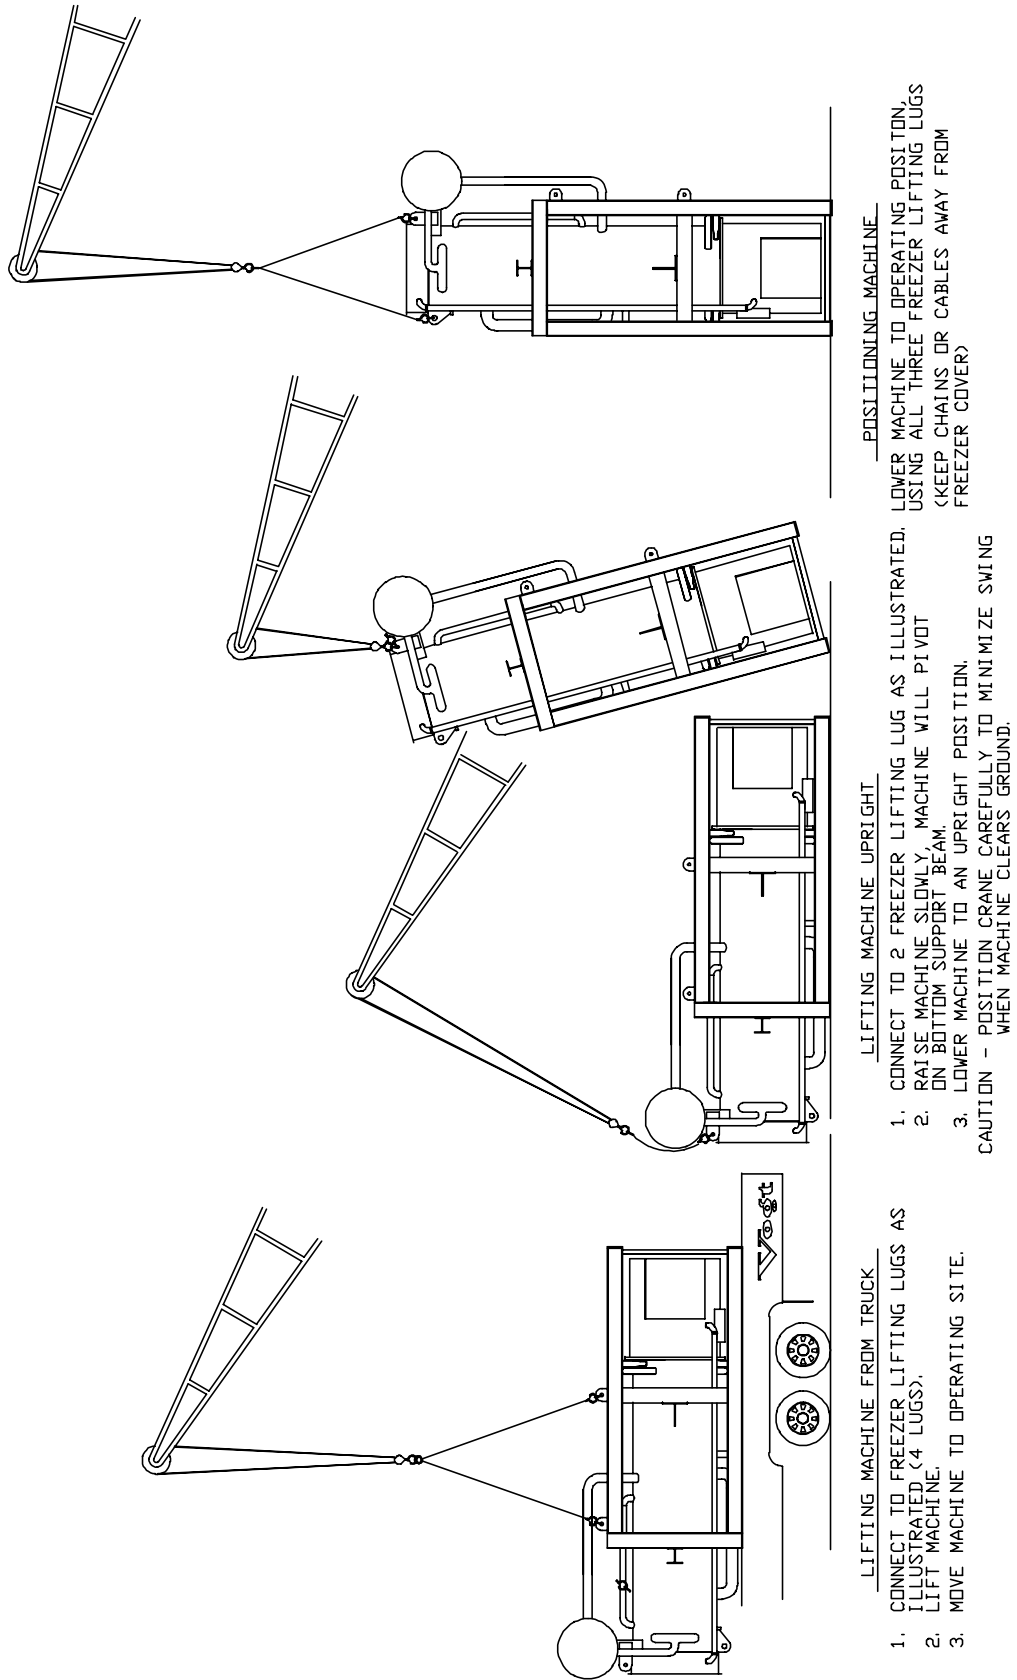 Vogt
LIFTING MACHINE FROM TRUCK
1. CONNECT TO FREEZER LIFTING LUGS AS
ILLUSTRATED (4 LUGS).
2. LIFT MACHINE.
3. MOVE MACHINE TO OPERATING SITE.
LIFTING MACHINE UPRIGHT
1. CONNECT TO 2 FREEZER LIFTING LUG AS ILLUSTRATED.
2. RAISE MACHINE SLOWLY, MACHINE WILL PIVOT
ON BOTTOM SUPPORT BEAM.
3. LOWER MACHINE TO AN UPRIGHT POSITION.
CAUTION - POSITION CRANE CAREFULLY TO MINIMIZE SWING
WHEN MACHINE CLEARS GROUND.
POSITIONING MACHINE
LOWER MACHINE TO OPERATING POSITON,
USING ALL THREE FREEZER LIFTING LUGS
(KEEP CHAINS OR CABLES AWAY FROM
FREEZER COVER)